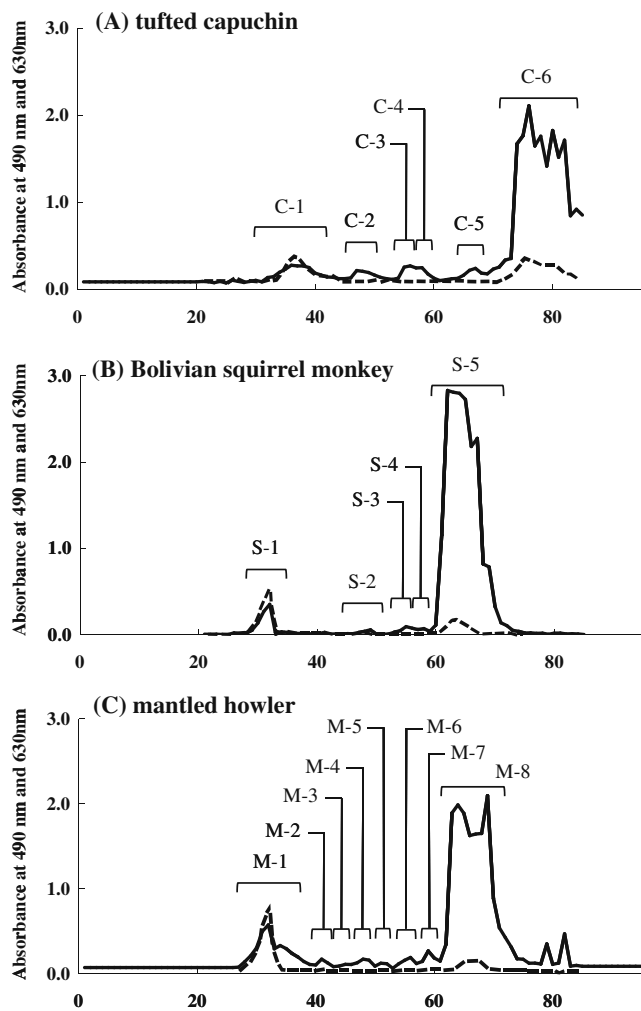 (A) tufted capuchin
Absorbance at 490 nm and 630nm
3.0
2.0
1.0
0.0
C-1
C-2
C-3
C-4
C-5
C-6
0 20 40 60 80
(B) Bolivian squirrel monkey
Absorbance at 490 nm and 630nm
3.0
2.0
1.0
0.0
S-1
S-2
S-3
S-4
S-5
0 20 40 60 80
(C) mantled howler
Absorbance at 490 nm and 630nm
3.0
2.0
1.0
0.0
M-1
M-2
M-3
M-4
M-5
M-6
M-7
M-8
0 20 40 60 80